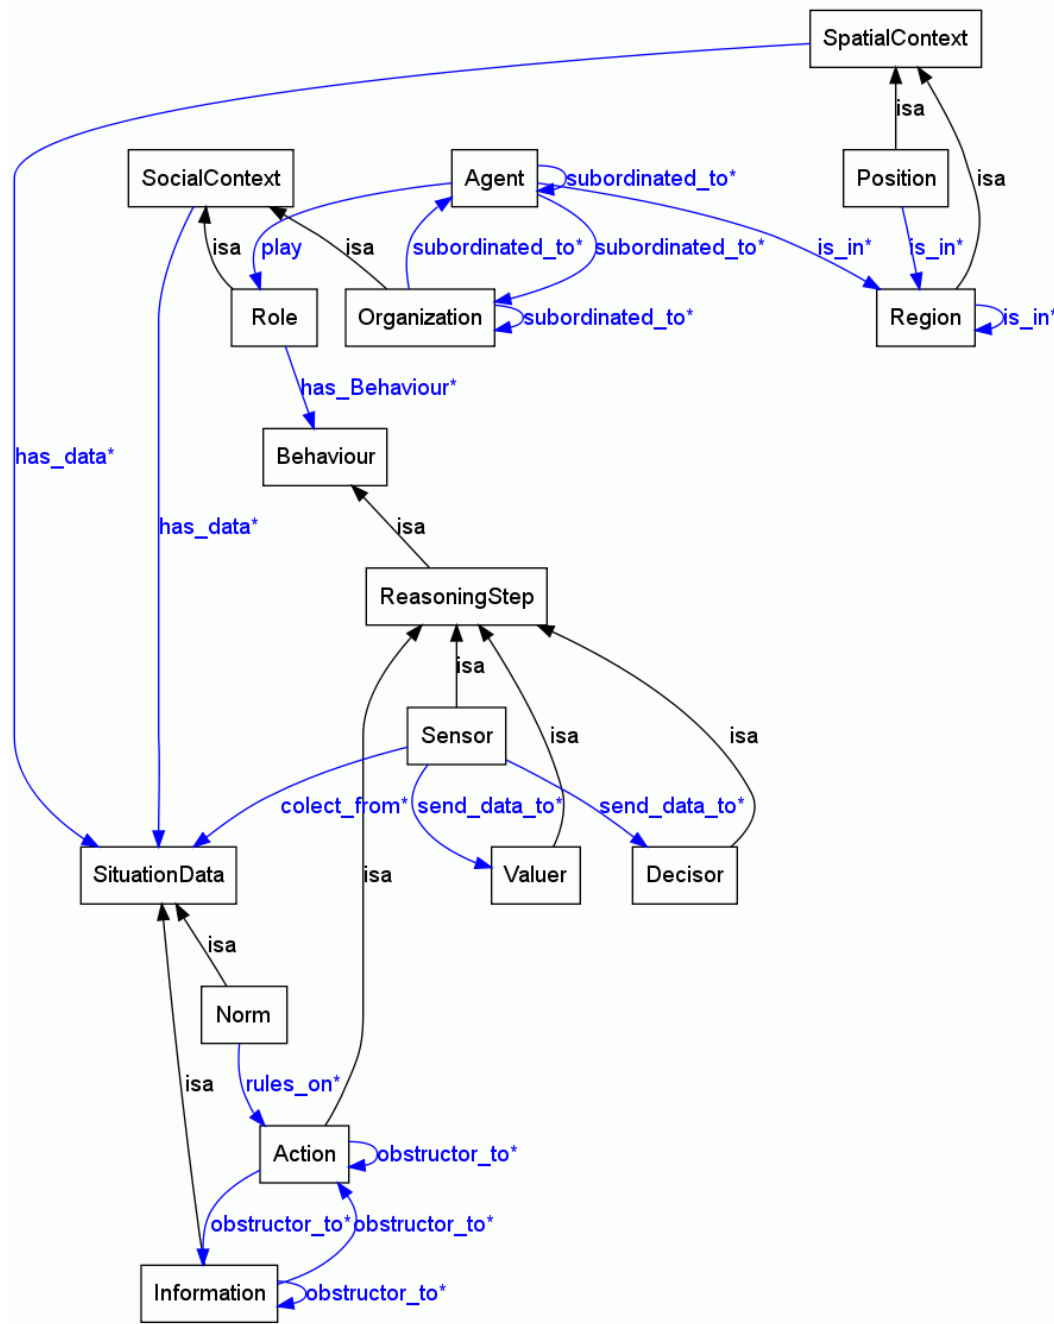 SpatialContext
isa
SocialContext
Agent
subordinated_to*
Position
isa
isa
play
isa
subordinated_to*
subordinated_to*
is_in*
is_in*
Role
Organization
subordinated_to*
Region
is_in*
has_Behaviour*
Behaviour
has_data*
has_data*
isa
ReasoningStep
isa
Sensor
isa
isa
colect_from*
send_data_to*
send_data_to*
SituationData
isa
Valuer
Decisor
isa
Norm
isa
rules_on*
Action
obstructor_to*
obstructor_to*
obstructor_to*
Information
obstructor_to*